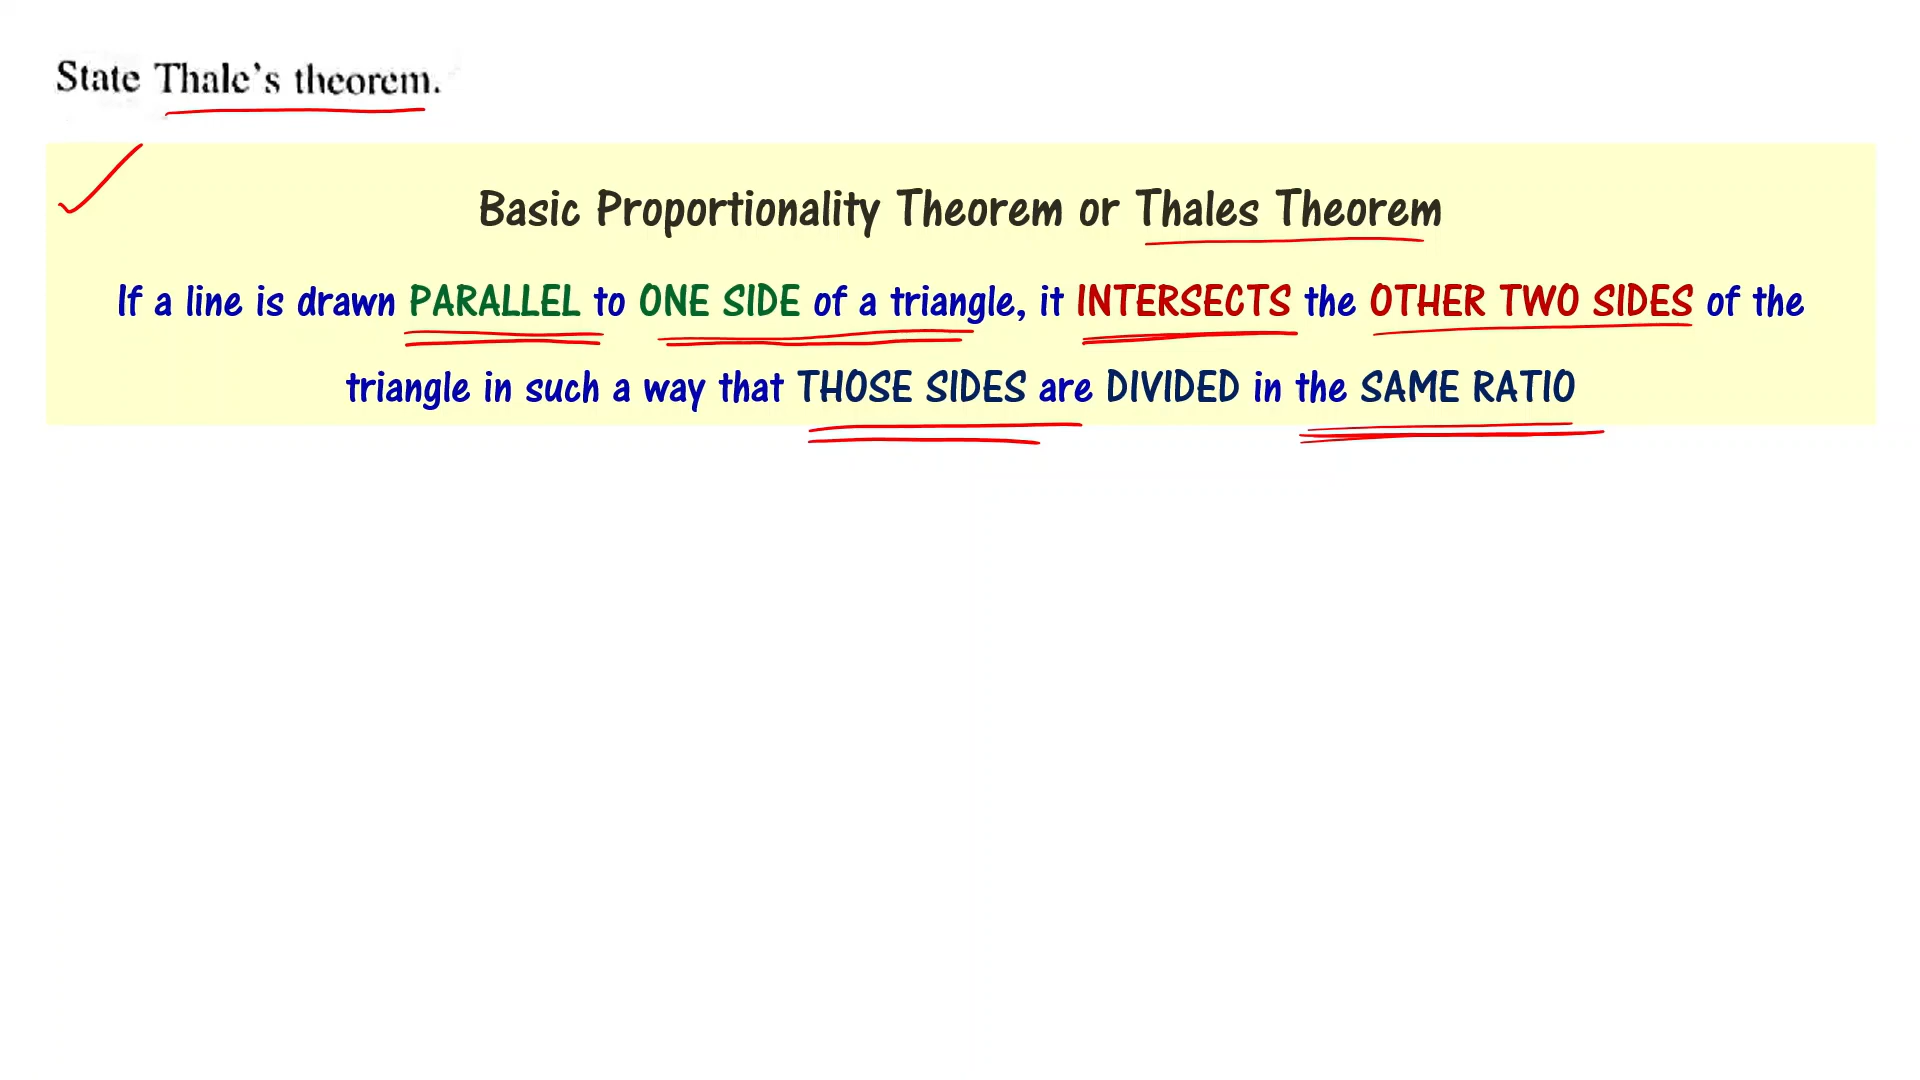 State Thale's theorem.
Basic Proportionality Theorem or Thales Theorem
If a line is drawn PARALLEL to ONE SIDE of a triangle, it INTERSECTS the OTHER TWO SIDES of the
triangle in such a way that THOSE SIDES are DIVIDED in the SAME RATIO